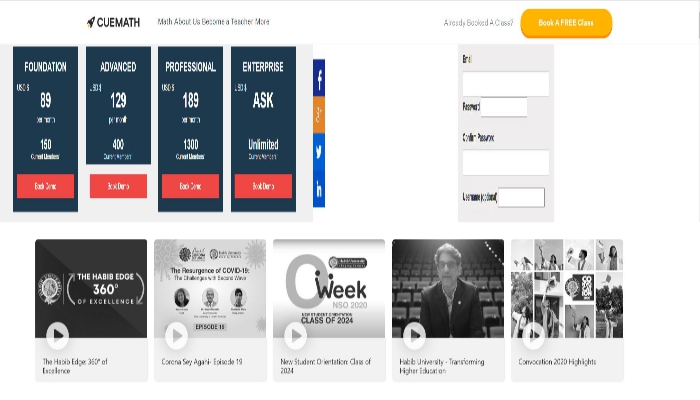 CUEMATH
Math About Us Become a Teacher More
Already Booked A Class?
Book A FREE Class
FOUNDATION
USD $
89
per month
150
Current Members
Book Demo
ADVANCED
USD $
129
per month
400
Current Members
Book Demo
PROFESSIONAL
USD $
189
per month
1300
Current Members
Book Demo
ENTERPRISE
ASK
Unlimited
Current Members
Book Demo
Email
Password
Confirm Password
Username (optional)
THE HABIB EDGE
360°
OF EXCELLENCE
The Habib Edge: 360° of
Excellence
The Resurgence of COVID-19:
The Challenges with Second Wave
EPISODE 19
Corona Sey Agahi- Episode 19
O Week
NSO 2020
NEW STUDENT ORIENTATION
CLASS OF 2024
New Student Orientation: Class of
2024
Habib University - Transforming
Higher Education
Convocation 2020 Highlights